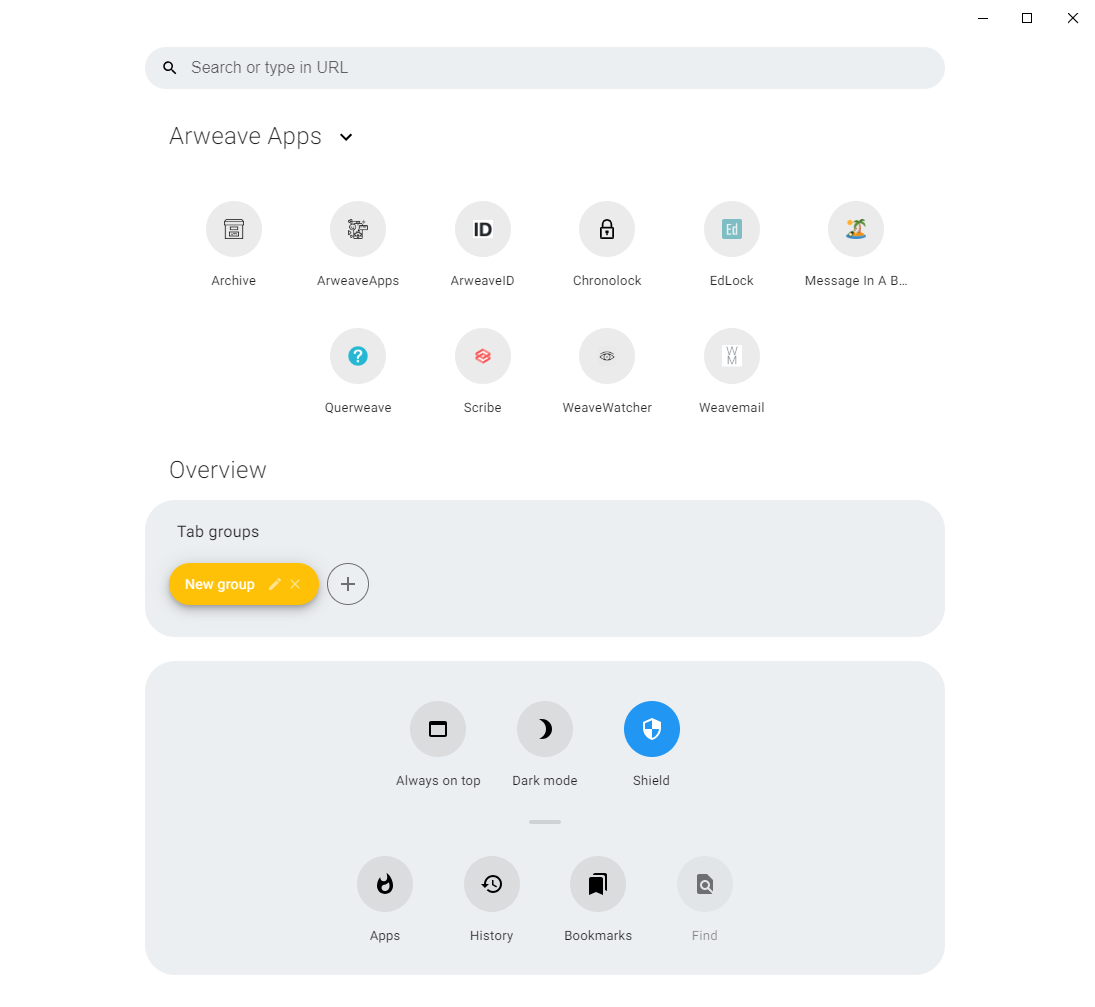 Search or type in URL
Arweave Apps
ID
Ed
Archive
ArweaveApps
ArweaveID
Chronolock
EdLock
Message In A B...
?
W
M
Querweave
Scribe
WeaveWatcher
Weavemail
Overview
Tab groups
New group
Always on top
Dark mode
Shield
Apps
History
Bookmarks
Find